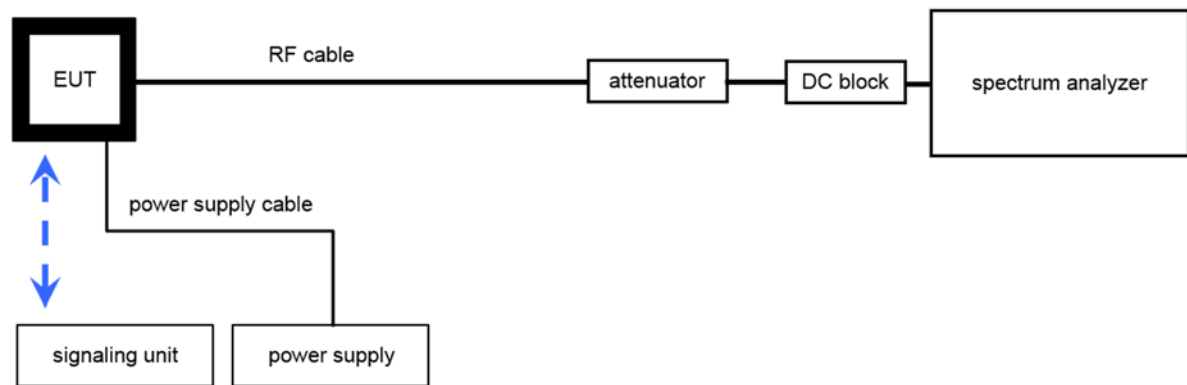 EUT
RF cable
attenuator
DC block
spectrum analyzer
power supply cable
signaling unit
power supply